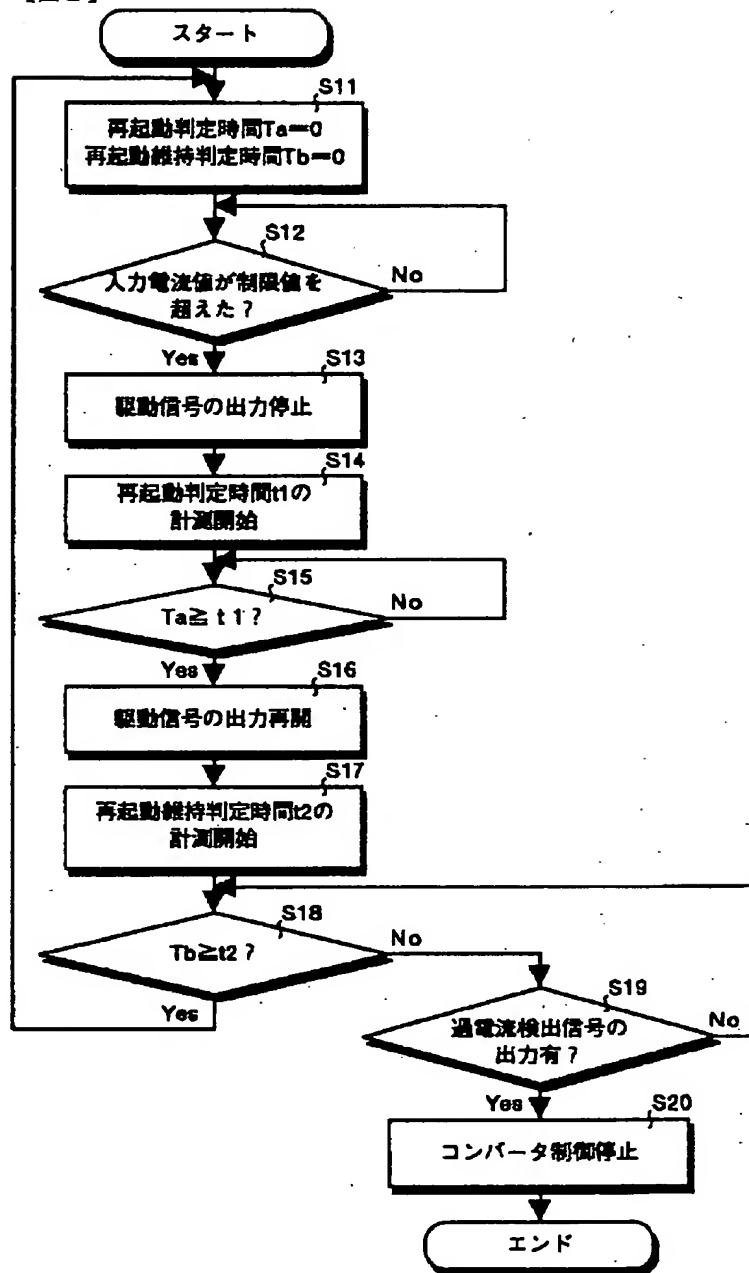 スタート
S11
再起動判定時間Ta=0
再起動維持判定時間Tb=0
S12
入力電流値が制限値を
超えた？
No
Yes
S13
駆動信号の出力停止
S14
再起動判定時間t1の
計測開始
S15
Ta≧t1？
No
Yes
S16
駆動信号の出力再開
S17
再起動維持判定時間t2の
計測開始
S18
Tb≧t2？
No
Yes
S19
過電流検出信号の
出力有？
No
Yes
S20
コンバータ制御停止
エンド